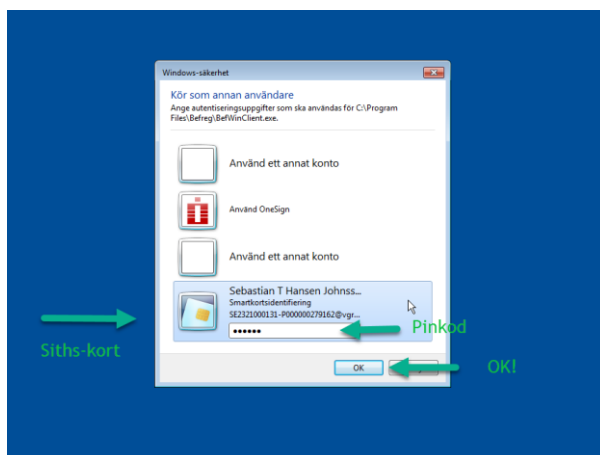 Windows-säkerhet
Kör som annan användare
Ange autentiseringsuppgifter som ska användas för C:\Program
Files\Befreg\BefWinClient.exe.
Använd ett annat konto
Använd OneSign
Använd ett annat konto
Sebastian T Hansen Johnss...
Smartkortsidentifiering
SE2321000131-P000000279162@vgr...
Pinkod
Siths-kort
OK
OK!